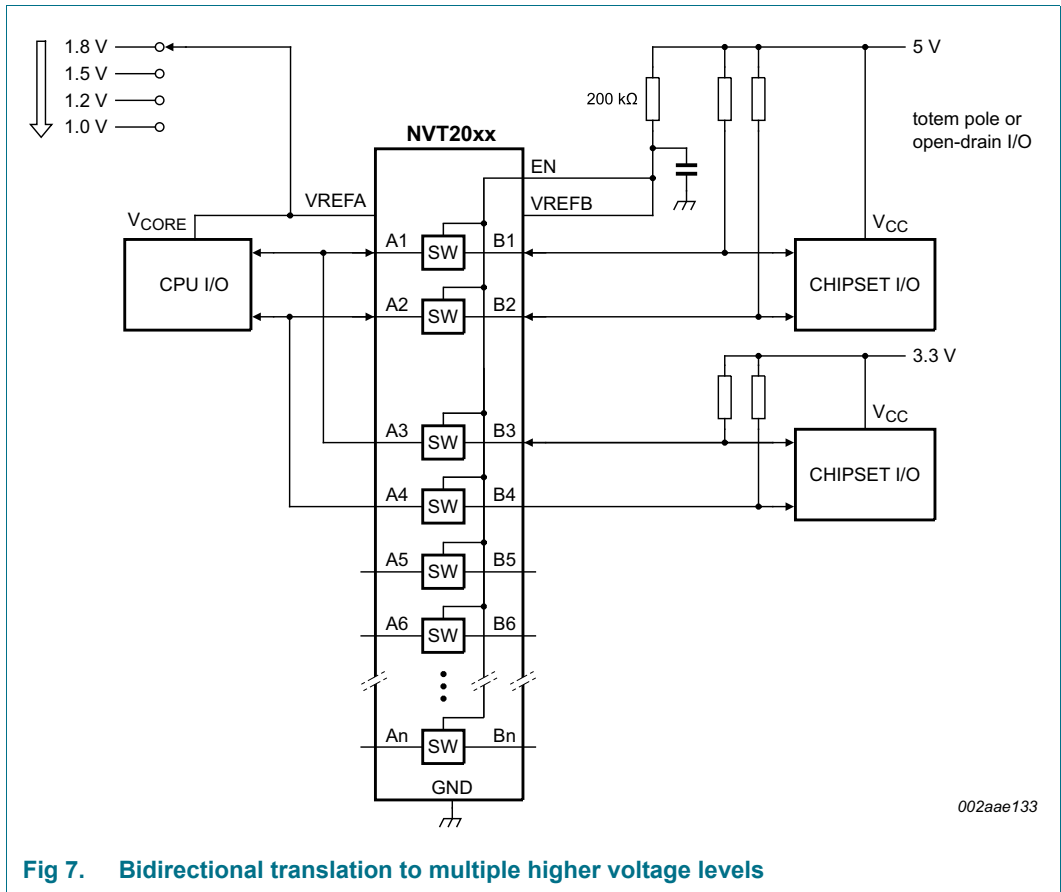 1.8 V
1.5 V
1.2 V
1.0 V
5 V
200 kΩ
totem pole or
open-drain I/O
NVT20xx
EN
VREFA
VREFB
VCORE
VCC
A1
SW
B1
CPU I/O
CHIPSET I/O
A2
SW
B2
3.3 V
VCC
A3
SW
B3
CHIPSET I/O
A4
SW
B4
A5
SW
B5
A6
SW
B6
An
SW
Bn
GND
002aae133
Fig 7. Bidirectional translation to multiple higher voltage levels